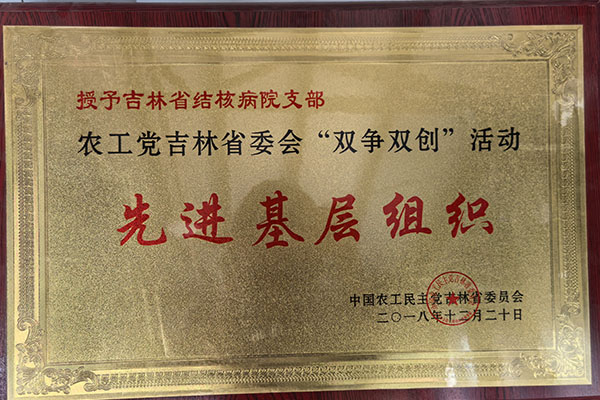 授予吉林省结核病院支部
农工党吉林省委会“双争双创”活动
先进基层组织
中国农工民主党吉林省委员会
二〇一八年十二月二十日